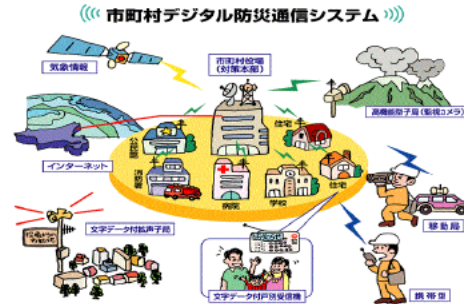 市町村デジタル防災通信システム
気象情報
市町村役場
(対策本部)
高機能型子局(監視カメラ)
インターネット
公民館
住宅
消防署
病院
学校
住宅
移動局
文字データ付拡声子局
文字データ付戸別受信機
携帯型